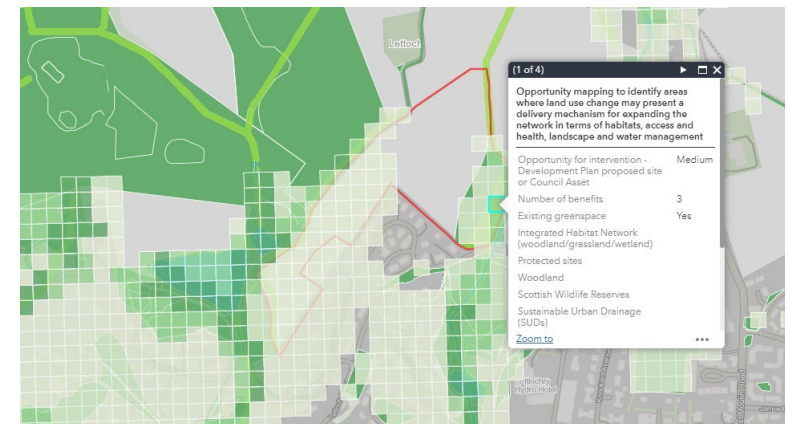 Lettoch
(1 of 4)
Opportunity mapping to identify areas
where land use change may present a
delivery mechanism for expanding the
network in terms of habitats, access and
health, landscape and water management
Opportunity for intervention - Medium
Development Plan proposed site
or Council Asset
Number of benefits 3
Existing greenspace Yes
Integrated Habitat Network
(woodland/grassland/wetland)
Protected sites
Woodland
Scottish Wildlife Reserves
Sustainable Urban Drainage
(SUDs)
Zoom to
Hydro Hotel